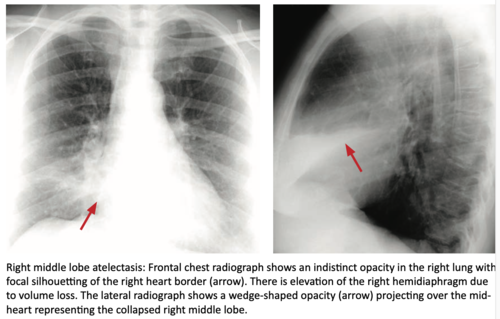 Right middle lobe atelectasis: Frontal chest radiograph shows an indistinct opacity in the right lung with
focal silhouetting of the right heart border (arrow). There is elevation of the right hemidiaphragm due
to volume loss. The lateral radiograph shows a wedge-shaped opacity (arrow) projecting over the mid-
heart representing the collapsed right middle lobe.